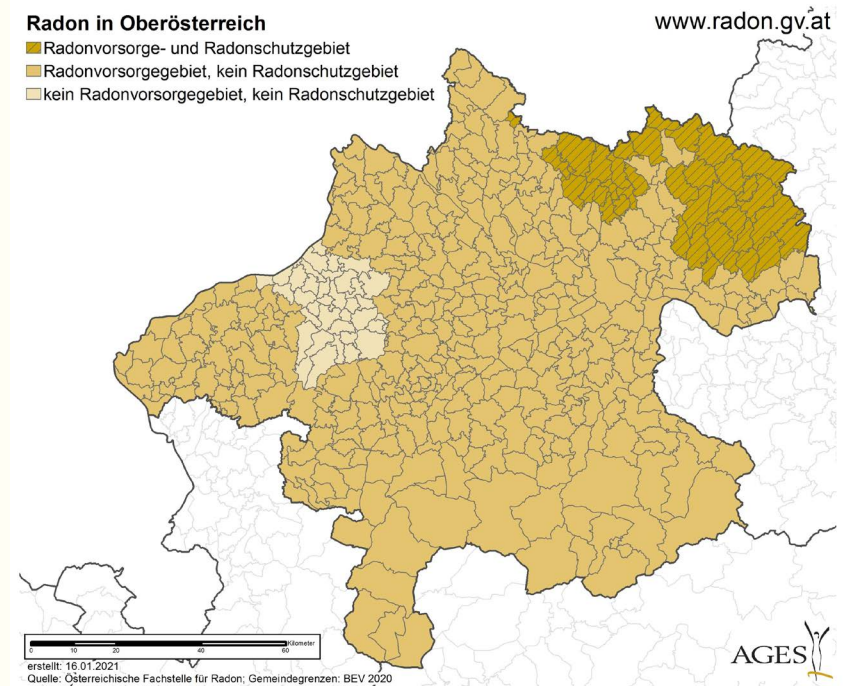 Radon in Oberösterreich
www.radon.gv.at
Radonvorsorge- und Radonschutzgebiet
Radonvorsorgegebiet, kein Radonschutzgebiet
kein Radonvorsorgegebiet, kein Radonschutzgebiet
Kilometer
0 10 20 40 60
erstellt: 16.01.2021
Quelle: Österreichische Fachstelle für Radon; Gemeindegrenzen: BEV 2020
AGES